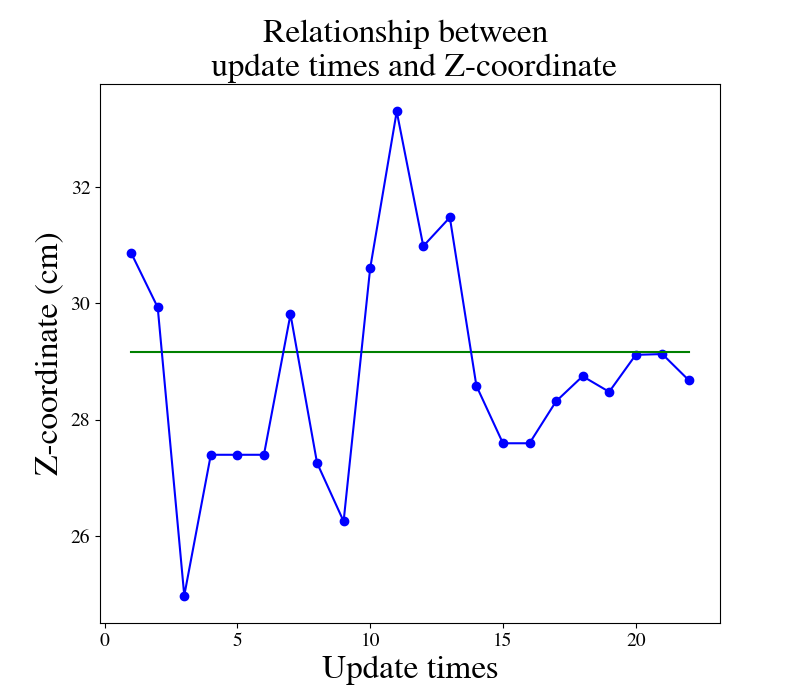 Relationship between
update times and Z-coordinate
Z-coordinate (cm)
32
30
28
26
0
5
10
15
20
Update times